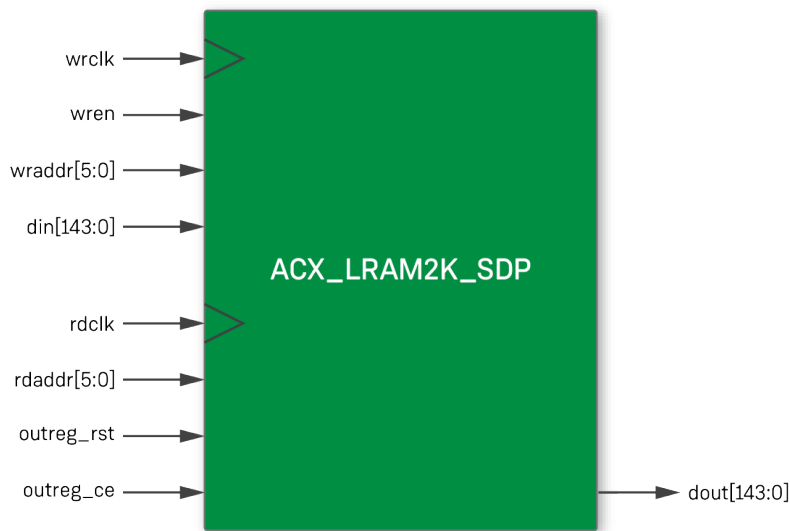 wrclk
wren
wraddr[5:0]
din[143:0]
ACX_LRAM2K_SDP
rdclk
rdaddr[5:0]
outreg_rst
outreg_ce
dout[143:0]